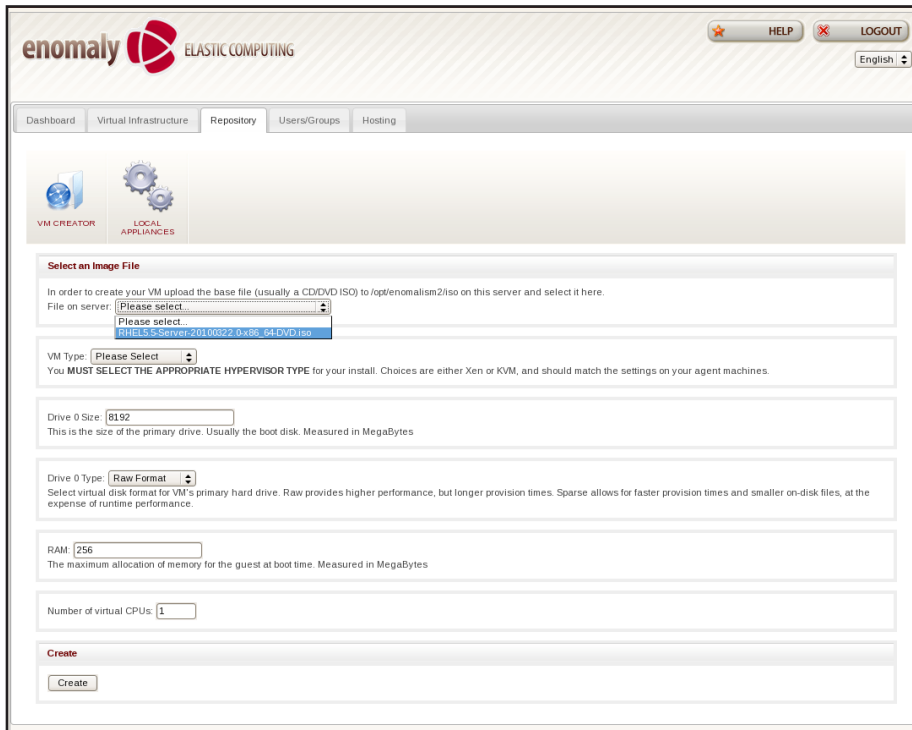 enomaly ELASTIC COMPUTING
HELP
LOGOUT
English
Dashboard
Virtual Infrastructure
Repository
Users/Groups
Hosting
VM CREATOR
LOCAL
APPLIANCES
Select an Image File
In order to create your VM upload the base file (usually a CD/DVD ISO) to /opt/enomalism2/iso on this server and select it here.
File on server: Please select...
Please select...
RHEL5.5-Server-20100322.0-x86_64-DVD.iso
VM Type: Please Select
You MUST SELECT THE APPROPRIATE HYPERVISOR TYPE for your install. Choices are either Xen or KVM, and should match the settings on your agent machines.
Drive 0 Size: 8192
This is the size of the primary drive. Usually the boot disk. Measured in MegaBytes
Drive 0 Type: Raw Format
Select virtual disk format for VM's primary hard drive. Raw provides higher performance, but longer provision times. Sparse allows for faster provision times and smaller on-disk files, at the
expense of runtime performance.
RAM: 256
The maximum allocation of memory for the guest at boot time. Measured in MegaBytes
Number of virtual CPUs: 1
Create
Create